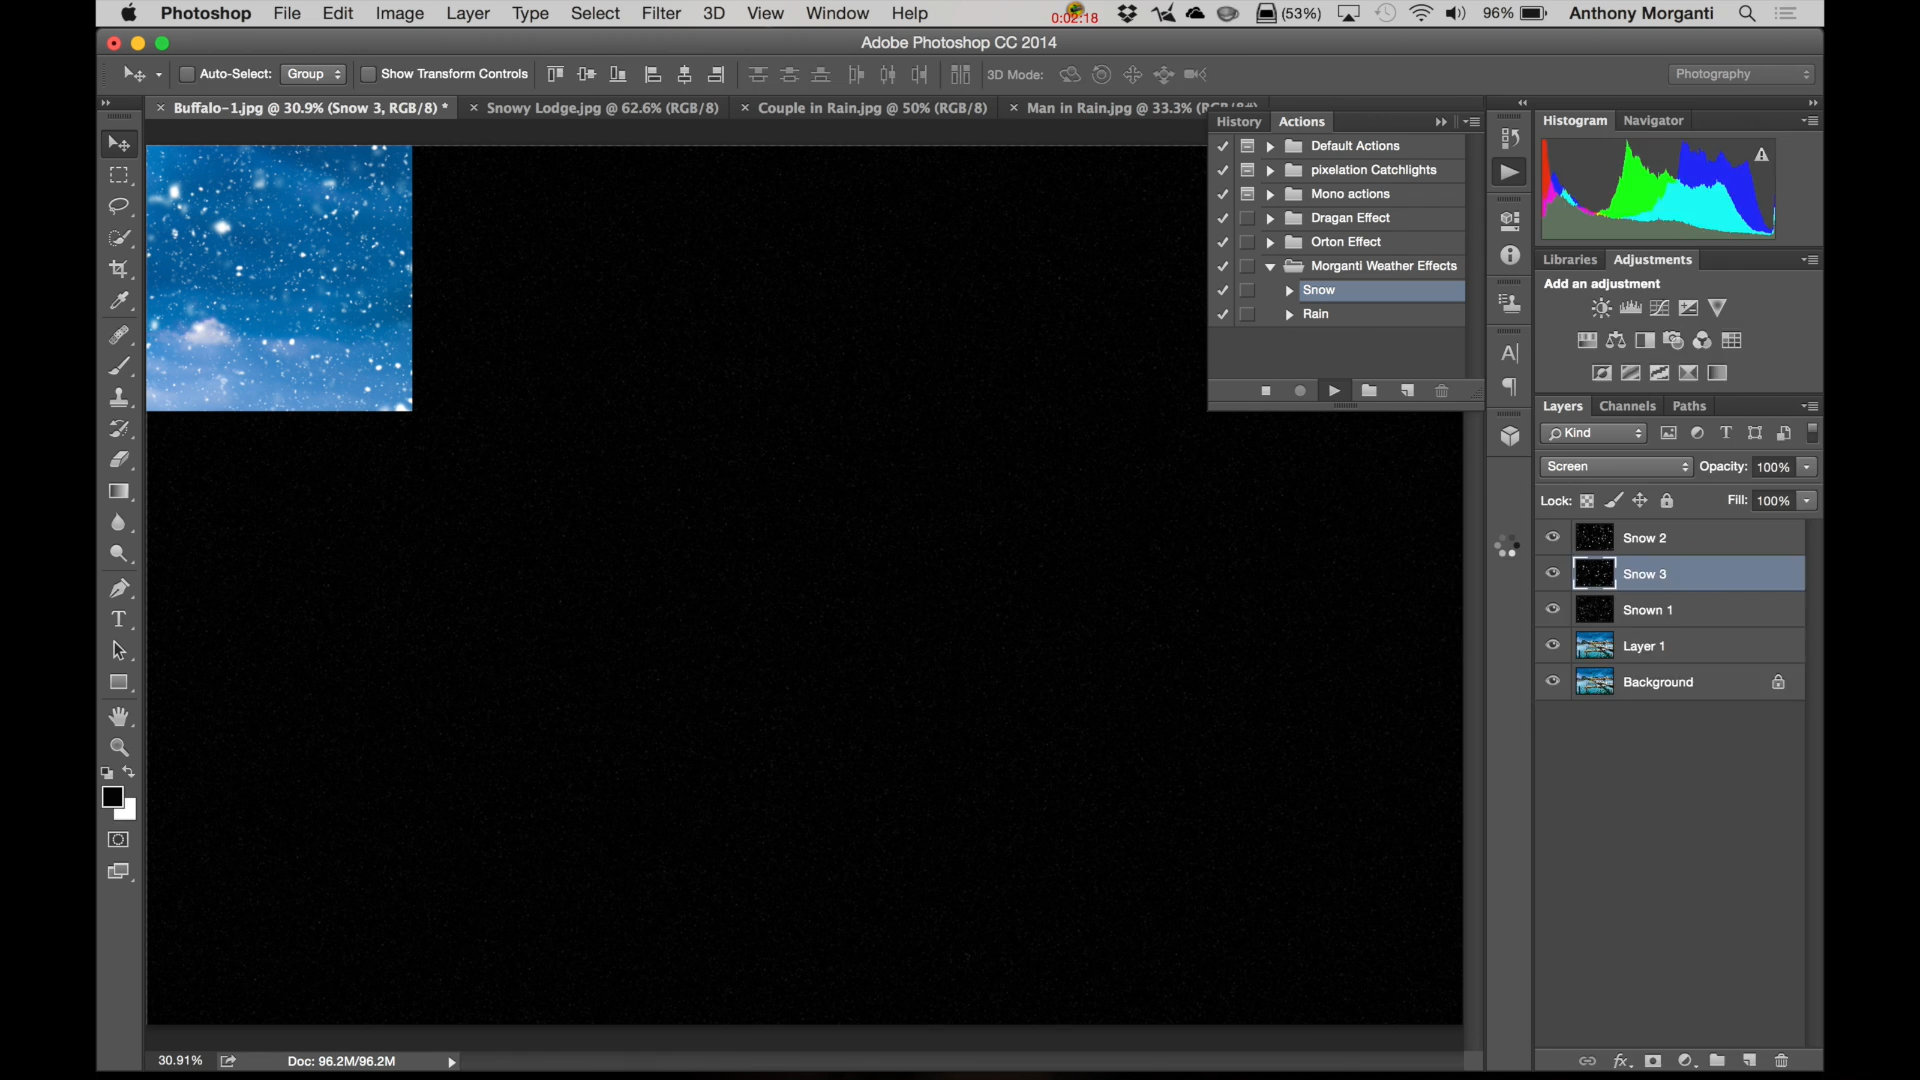 Photoshop File Edit Image Layer Type Select Filter 3D View Window Help 0:02:18 (53%) 96% Anthony Morganti
Adobe Photoshop CC 2014
Auto-Select: Group Show Transform Controls 3D Mode: Photography
Buffalo-1.jpg @ 30.9% (Snow 3, RGB/8) * Snowy Lodge.jpg @ 62.6% (RGB/8) Couple in Rain.jpg @ 50% (RGB/8) Man in Rain.jpg @ 33.3% (RGB/8#)
History Actions
Default Actions
pixelation Catchlights
Mono actions
Dragan Effect
Orton Effect
Morganti Weather Effects
Snow
Rain
Histogram Navigator
Libraries Adjustments
Add an adjustment
Layers Channels Paths
Kind
Screen Opacity: 100%
Lock: Fill: 100%
Snow 2
Snow 3
Snown 1
Layer 1
Background
30.91% Doc: 96.2M/96.2M